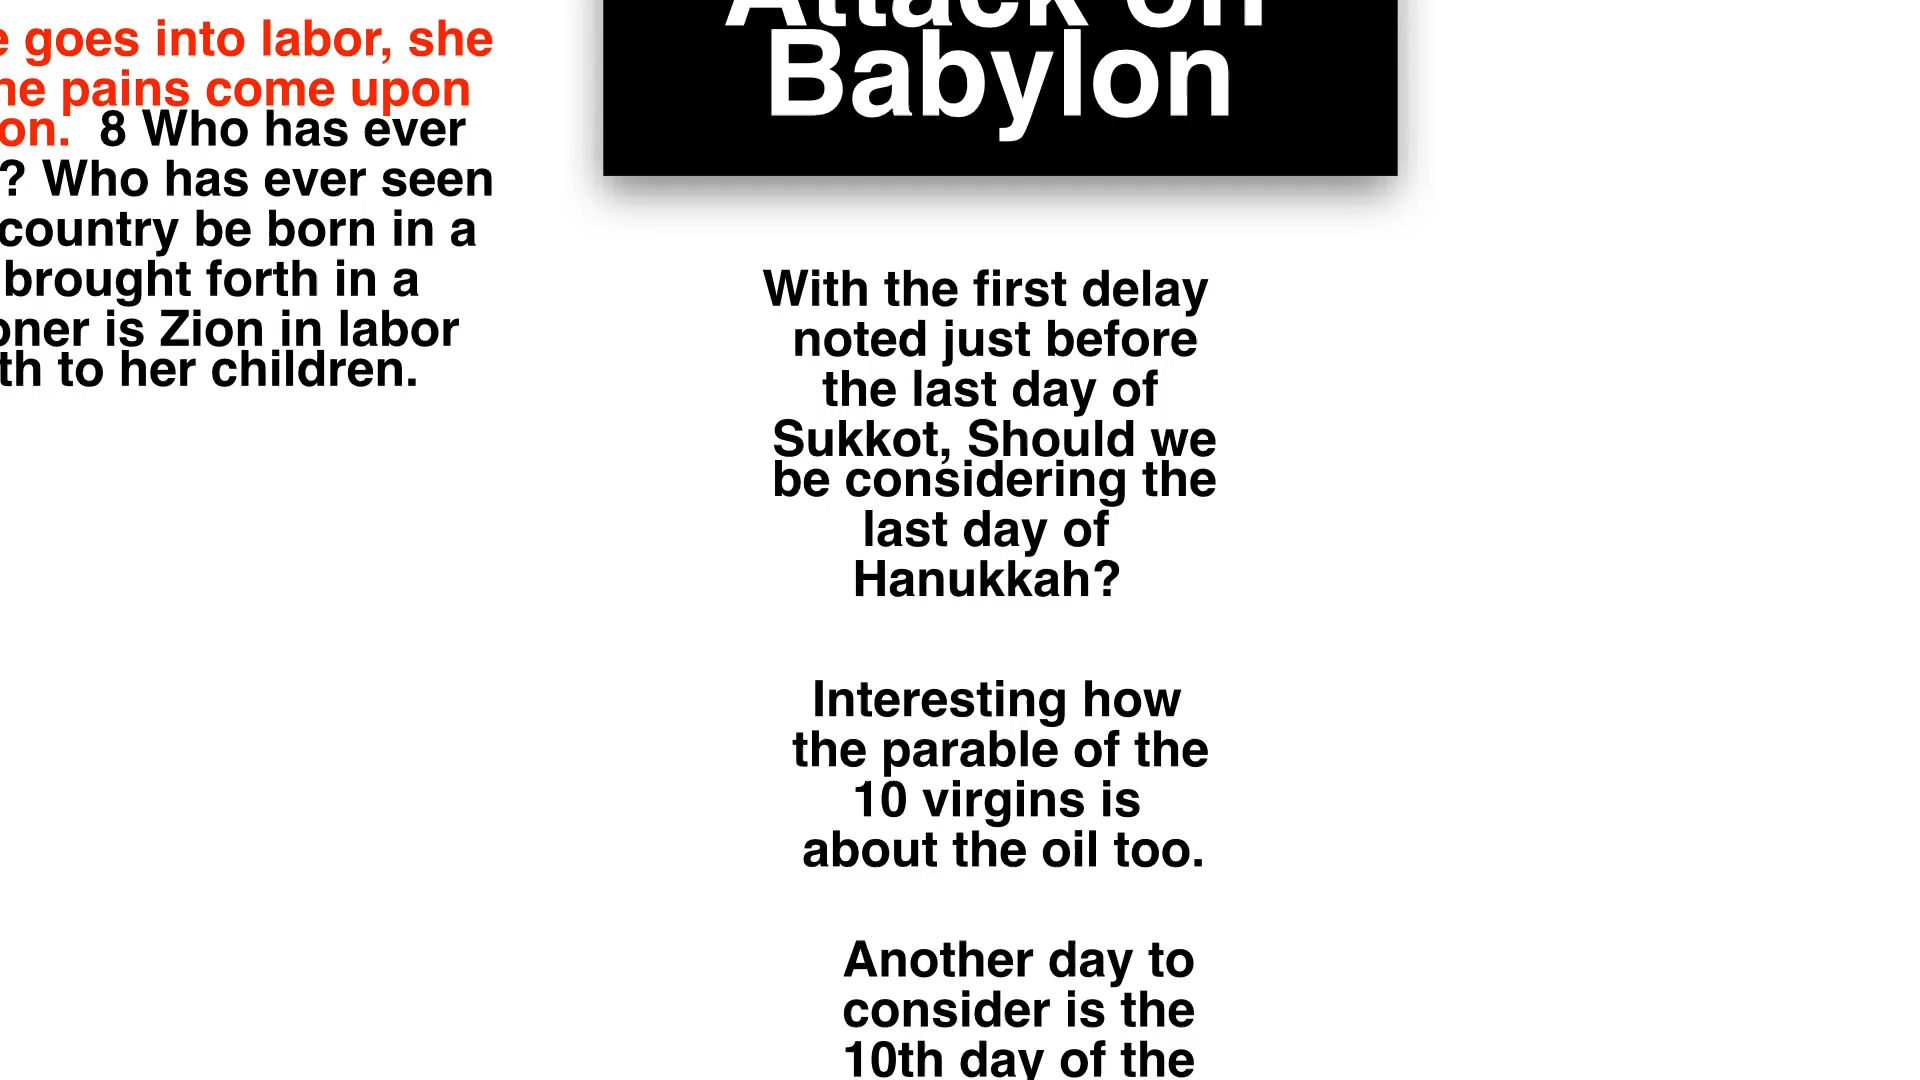 goes into labor, she
pains come upon
on. 8 Who has ever
? Who has ever seen
country be born in a
brought forth in a
is Zion in labor
to her children.
Attack on
Babylon
With the first delay
noted just before
the last day of
Sukkot, Should we
be considering the
last day of
Hanukkah?
Interesting how
the parable of the
10 virgins is
about the oil too.
Another day to
consider is the
10th day of the